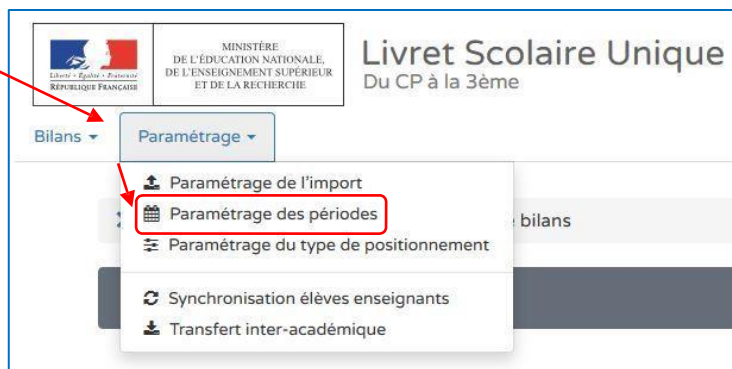 MINISTÈRE
DE L'ÉDUCATION NATIONALE,
DE L'ENSEIGNEMENT SUPÉRIEUR
ET DE LA RECHERCHE
Liberté • Égalité • Fraternité
RÉPUBLIQUE FRANÇAISE
Livret Scolaire Unique
Du CP à la 3ème
Bilans
Paramétrage
Paramétrage de l'import
Paramétrage des périodes
bilans
Paramétrage du type de positionnement
Synchronisation élèves enseignants
Transfert inter-académique